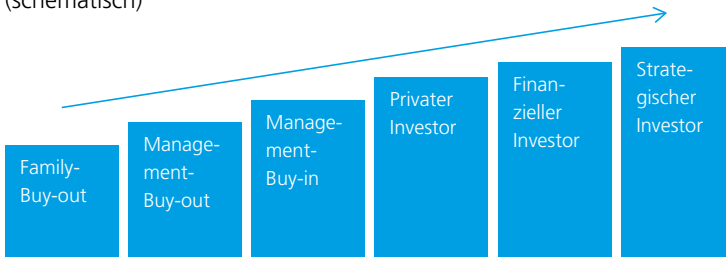 (schematisch)
Family-
Buy-out
Manage-
ment-
Buy-out
Manage-
ment-
Buy-in
Privater
Investor
Finan-
zieller
Investor
Strate-
gischer
Investor